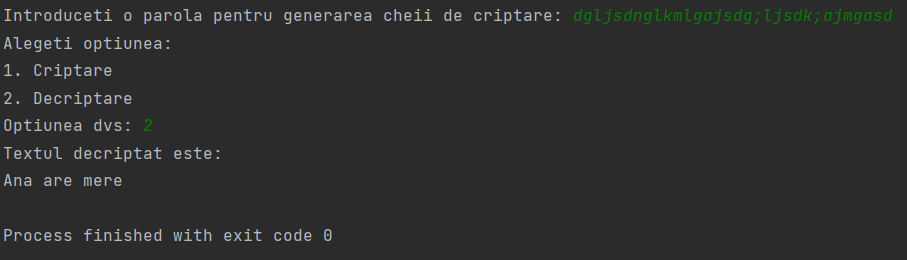 Introduceti o parola pentru generarea cheii de criptare: dgljsdnglkmlgajsdg;ljsdk;ajmgasd
Alegeti optiunea:
1. Criptare
2. Decriptare
Optiunea dvs: 2
Textul decriptat este:
Ana are mere
Process finished with exit code 0